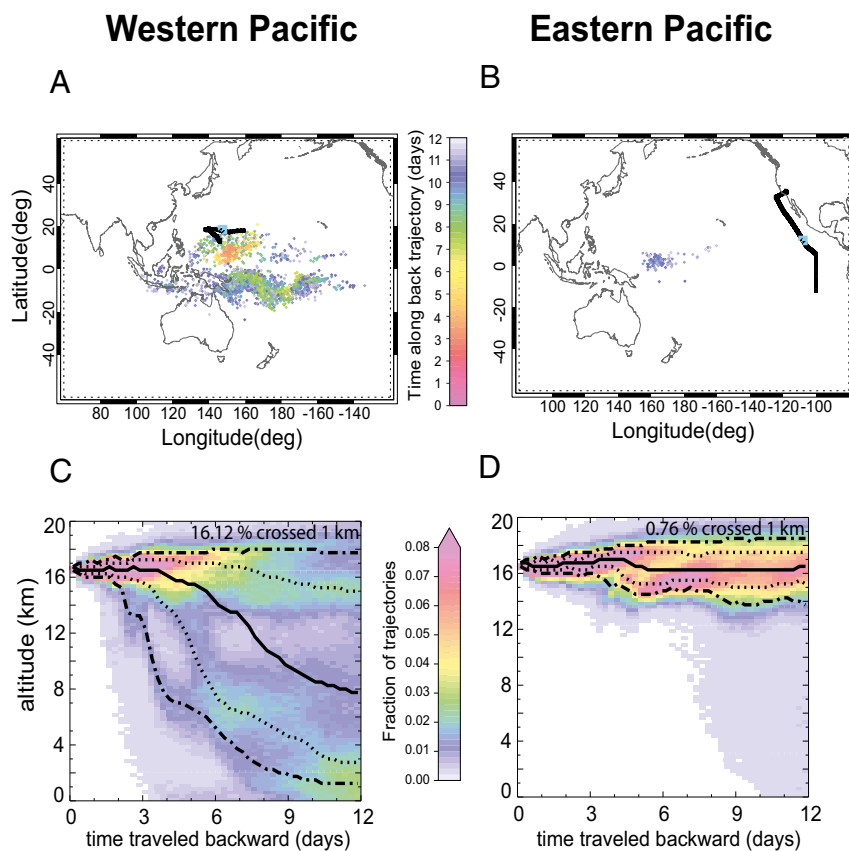 Western Pacific
Eastern Pacific
A
B
Latitude(deg)
40
20
0
-20
-40
80 100 120 140 160 180 -160 -140
Longitude(deg)
Time along back trajectory (days)
12
11
10
9
8
7
6
5
4
3
2
1
0
40
20
0
-20
-40
100 120 140 160 180 -160 -140 -120 -100
Longitude(deg)
C
D
16.12 % crossed 1 km
altitude (km)
20
16
12
8
4
0
0 3 6 9 12
time traveled backward (days)
Fraction of trajectories
0.08
0.07
0.06
0.05
0.04
0.03
0.02
0.01
0.00
0.76 % crossed 1 km
20
16
12
8
4
0
0 3 6 9 12
time traveled backward (days)